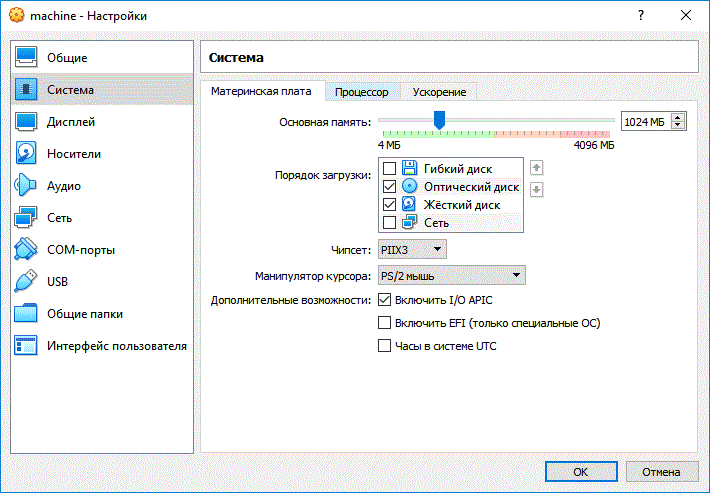 machine - Настройки
Общие
Система
Дисплей
Носители
Аудио
Сеть
COM-порты
USB
Общие папки
Интерфейс пользователя
Система
Материнская плата Процессор Ускорение
Основная память: 1024 МБ
4 МБ 4096 МБ
Порядок загрузки: Гибкий диск
Оптический диск
Жёсткий диск
Сеть
Чипсет: PIIX3
Манипулятор курсора: PS/2 мышь
Дополнительные возможности: Включить I/O APIC
Включить EFI (только специальные ОС)
Часы в системе UTC
OK Отмена